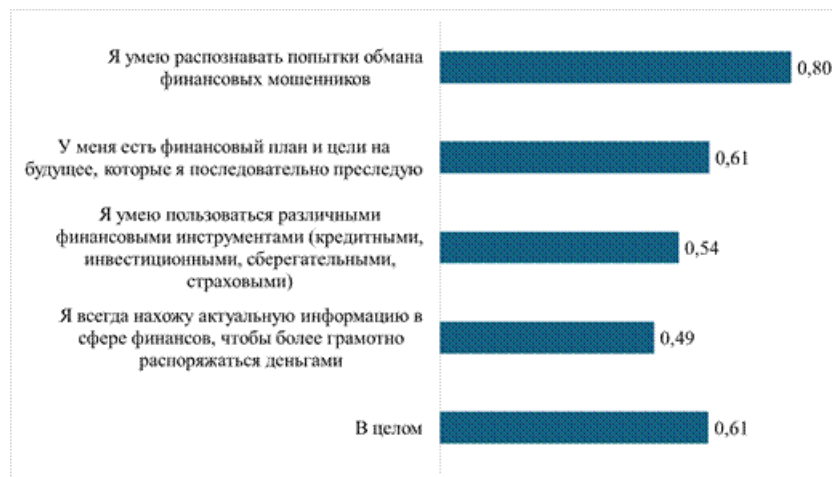 Я умею распознавать попытки обмана
финансовых мошенников
0,80
У меня есть финансовый план и цели на
будущее, которые я последовательно преследую
0,61
Я умею пользоваться различными
финансовыми инструментами (кредитными,
инвестиционными, сберегательными,
страховыми)
0,54
Я всегда нахожу актуальную информацию в
сфере финансов, чтобы более грамотно
распоряжаться деньгами
0,49
В целом
0,61